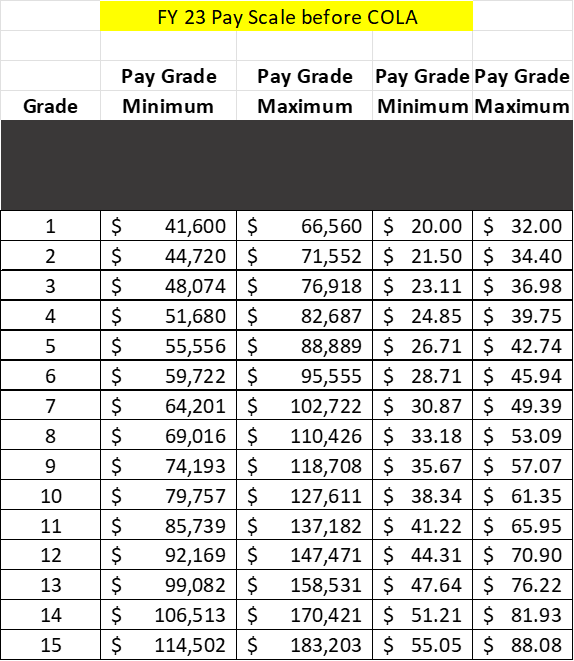 FY 23 Pay Scale before COLA
Pay Grade Pay Grade Pay Grade Pay Grade
Grade Minimum Maximum Minimum Maximum
1 $ 41,600 $ 66,560 $ 20.00 $ 32.00
2 $ 44,720 $ 71,552 $ 21.50 $ 34.40
3 $ 48,074 $ 76,918 $ 23.11 $ 36.98
4 $ 51,680 $ 82,687 $ 24.85 $ 39.75
5 $ 55,556 $ 88,889 $ 26.71 $ 42.74
6 $ 59,722 $ 95,555 $ 28.71 $ 45.94
7 $ 64,201 $ 102,722 $ 30.87 $ 49.39
8 $ 69,016 $ 110,426 $ 33.18 $ 53.09
9 $ 74,193 $ 118,708 $ 35.67 $ 57.07
10 $ 79,757 $ 127,611 $ 38.34 $ 61.35
11 $ 85,739 $ 137,182 $ 41.22 $ 65.95
12 $ 92,169 $ 147,471 $ 44.31 $ 70.90
13 $ 99,082 $ 158,531 $ 47.64 $ 76.22
14 $ 106,513 $ 170,421 $ 51.21 $ 81.93
15 $ 114,502 $ 183,203 $ 55.05 $ 88.08